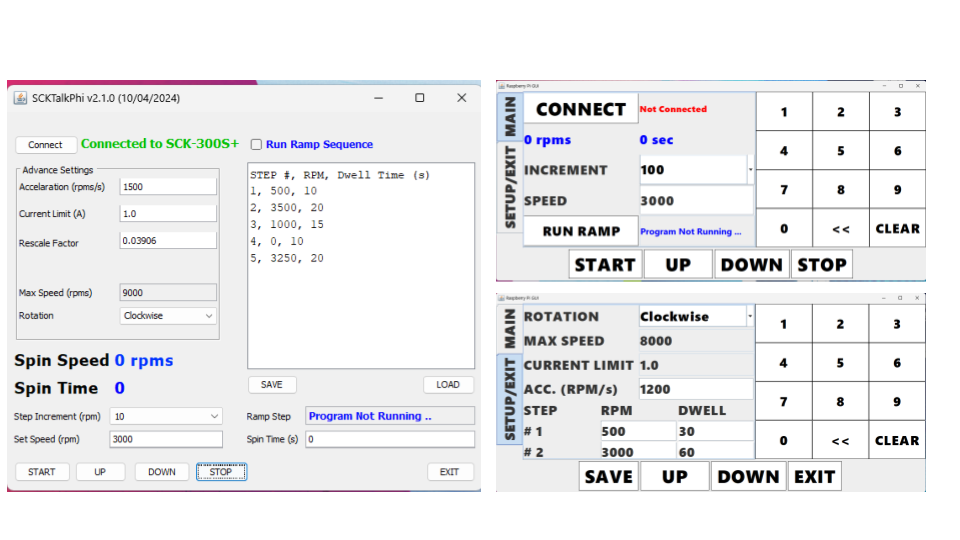 SCKTalkPhi v2.1.0 (10/04/2024)
Connect
Connected to SCK-300S+
Run Ramp Sequence
Advance Settings
Accelaration (rpms/s)
1500
Current Limit (A)
1.0
Rescale Factor
0.03906
Max Speed (rpms)
9000
Rotation
Clockwise
STEP #, RPM, Dwell Time (s)
1, 500, 10
2, 3500, 20
3, 1000, 15
4, 0, 10
5, 3250, 20
Spin Speed 0 rpms
Spin Time 0
SAVE
LOAD
Step Increment (rpm)
10
Ramp Step
Program Not Running ..
Set Speed (rpm)
3000
Spin Time (s)
0
START
UP
DOWN
STOP
EXIT
Raspberry Pi GUI
MAIN
SETUP/EXIT
CONNECT
Not Connected
0 rpms
0 sec
INCREMENT
100
SPEED
3000
RUN RAMP
Program Not Running ...
1 2 3
4 5 6
7 8 9
0 << CLEAR
START
UP
DOWN
STOP
Raspberry Pi GUI
MAIN
SETUP/EXIT
ROTATION
Clockwise
MAX SPEED
8000
CURRENT LIMIT
1.0
ACC. (RPM/s)
1200
STEP RPM DWELL
# 1 500 30
# 2 3000 60
1 2 3
4 5 6
7 8 9
0 << CLEAR
SAVE
UP
DOWN
EXIT